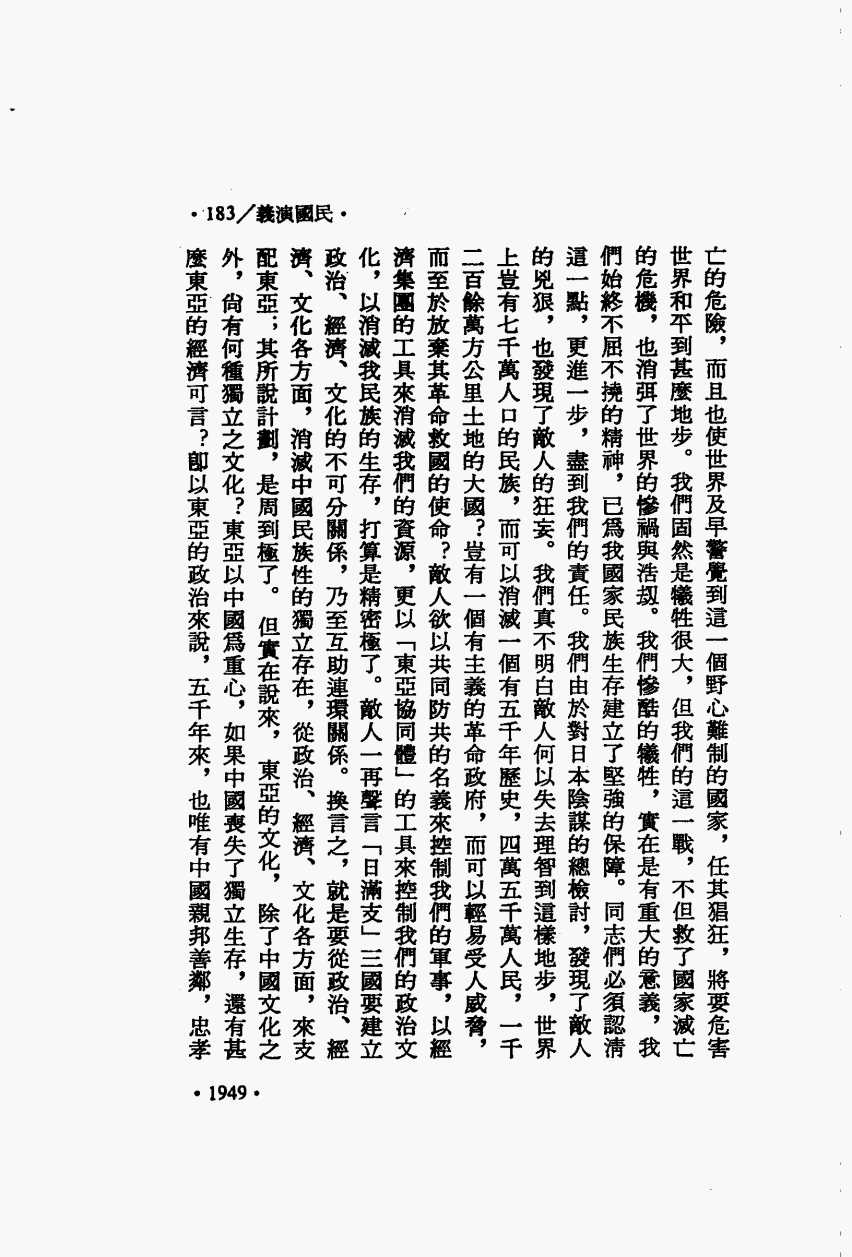 ·183/義演國民·
亡的危險，而且也使世界及早警覺到這一個野心難制的國家，任其猖狂，將要危害
世界和平到甚麼地步。我們固然是犧牲很大，但我們的這一戰，不但救了國家滅亡
的危機，也消弭了世界的慘禍與浩劫。我們慘酷的犧牲，實在是有重大的意義，我
們始終不屈不撓的精神，已爲我國家民族生存建立了堅強的保障。同志們必須認清
這一點，更進一步，盡到我們的責任。我們由於對日本陰謀的總檢討，發現了敵人
的兇狠，也發現了敵人的狂妄。我們真不明白敵人何以失去理智到這樣地步，世界
上豈有七千萬人口的民族，而可以消滅一個有五千年歷史，四萬五千萬人民，一千
二百餘萬方公里土地的大國？豈有一個有主義的革命政府，而可以輕易受人威脅，
而至於放棄其革命救國的使命？敵人欲以共同防共的名義來控制我們的軍事，以經
濟集團的工具來消滅我們的資源，更以「東亞協同體」的工具來控制我們的政治文
化，以消滅我民族的生存，打算是精密極了。敵人一再聲言「日滿支」三國要建立
政治、經濟、文化的不可分關係，乃至互助連環關係。換言之，就是要從政治、經
濟、文化各方面，消滅中國民族性的獨立存在，從政治、經濟、文化各方面，來支
配東亞；其所說計劃，是周到極了。但實在說來，東亞的文化，除了中國文化之
外，尙有何種獨立之文化？東亞以中國爲重心，如果中國喪失了獨立生存，還有甚
麼東亞的經濟可言？卽以東亞的政治來說，五千年來，也唯有中國親邦善鄰，忠孝
·1949·